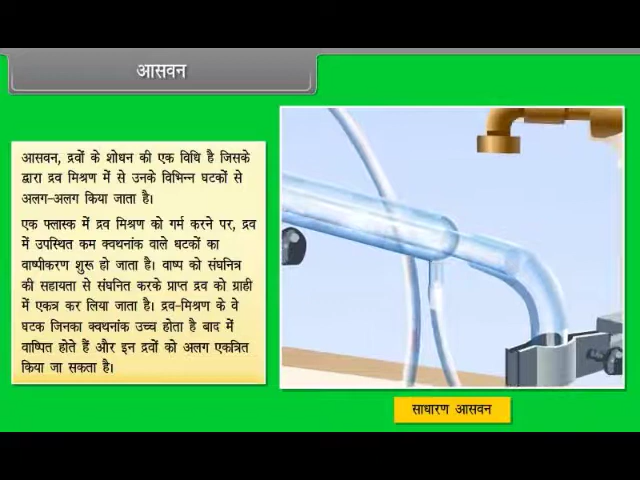 आसवन
आसवन, द्रवों के शोधन की एक विधि है जिसके
द्वारा द्रव मिश्रण में से उनके विभिन्न घटकों से
अलग-अलग किया जाता है।
एक फ्लास्क में द्रव मिश्रण को गर्म करने पर, द्रव
में उपस्थित कम क्वथनांक वाले घटकों का
वाष्पीकरण शुरू हो जाता है। वाष्प को संघनित्र
की सहायता से संघनित करके प्राप्त द्रव को ग्राही
में एकत्र कर लिया जाता है। द्रव-मिश्रण के वे
घटक जिनका क्वथनांक उच्च होता है बाद में
वाष्पित होते हैं और इन द्रवों को अलग एकत्रित
किया जा सकता है।
साधारण आसवन